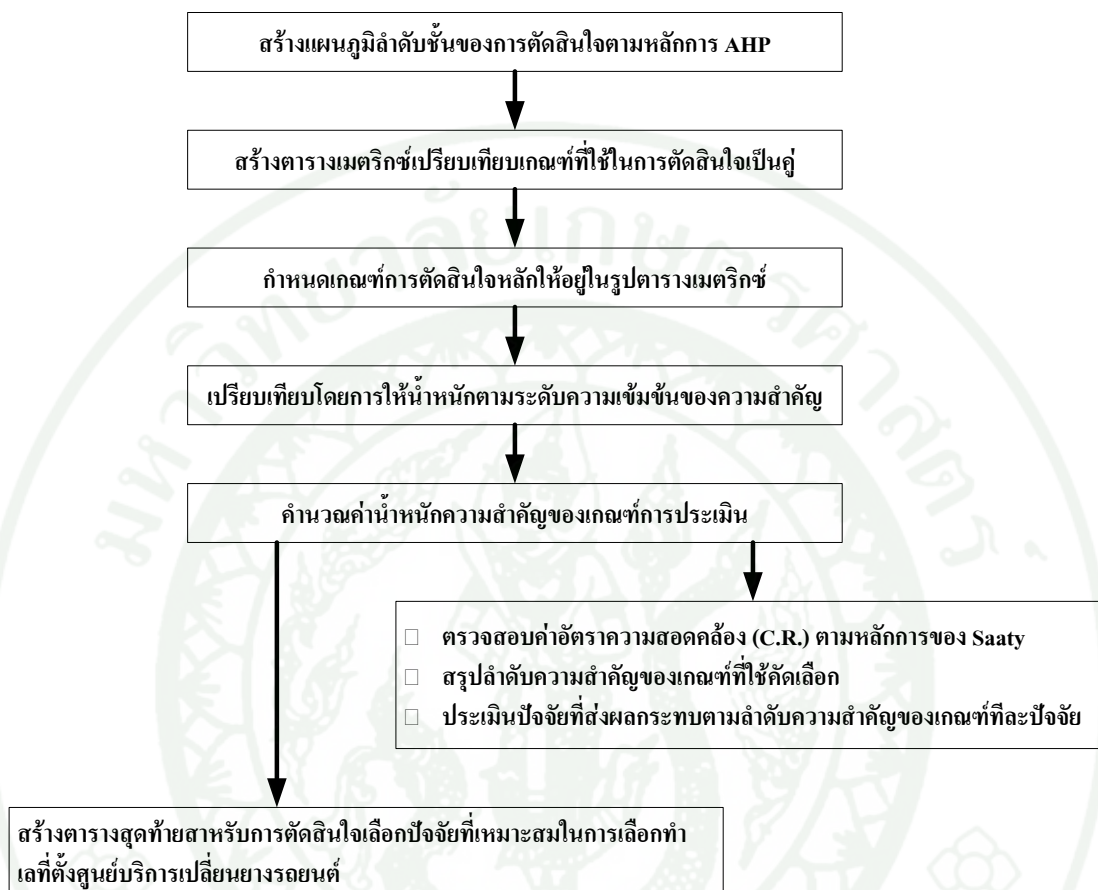 สร้างแผนภูมิลำดับชั้นของการตัดสินใจตามหลักการ AHP
สร้างตารางเมตริกซ์เปรียบเทียบเกณฑ์ที่ใช้ในการตัดสินใจเป็นคู่
กำหนดเกณฑ์การตัดสินใจหลักให้อยู่ในรูปตารางเมตริกซ์
เปรียบเทียบโดยการให้น้ำหนักตามระดับความเข้มข้นของความสำคัญ
คำนวณค่าน้ำหนักความสำคัญของเกณฑ์การประเมิน
ตรวจสอบค่าอัตราความสอดคล้อง (C.R.) ตามหลักการของ Saaty
สรุปลำดับความสำคัญของเกณฑ์ที่ใช้คัดเลือก
ประเมินปัจจัยที่ส่งผลกระทบตามลำดับความสำคัญของเกณฑ์ทีละปัจจัย
สร้างตารางสุดท้ายสาหรับการตัดสินใจเลือกปัจจัยที่เหมาะสมในการเลือกทำ
เลที่ตั้งศูนย์บริการเปลี่ยนยางรถยนต์
มหาวิทยาลัยเกษตรศาสตร์